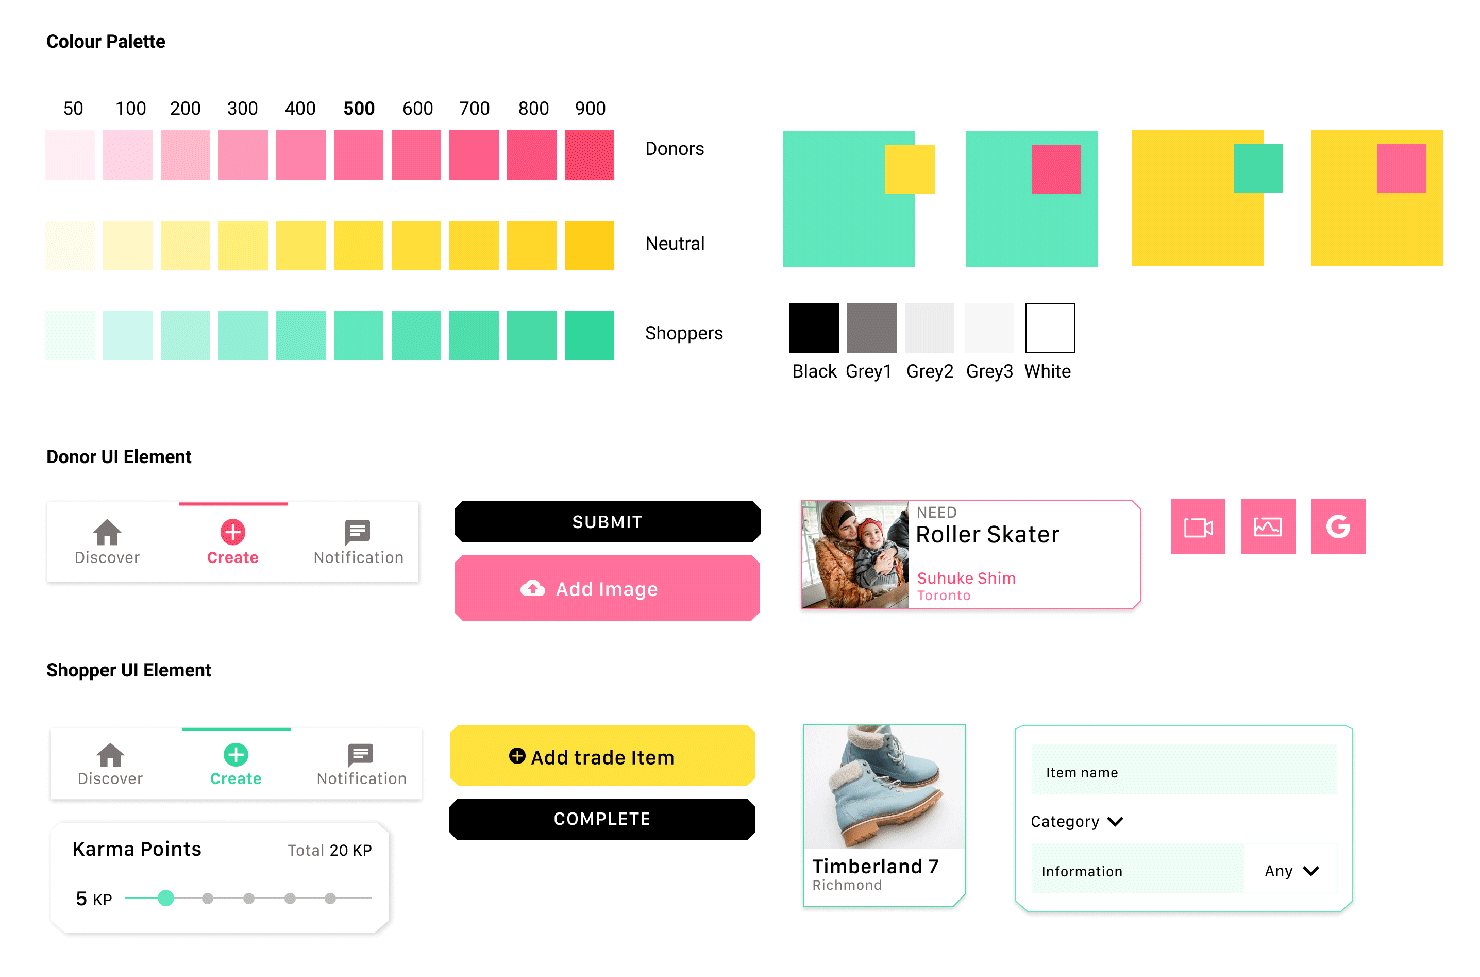 Colour Palette
50 100 200 300 400 500 600 700 800 900
Donors
Neutral
Shoppers
Black Grey1 Grey2 Grey3 White
Donor UI Element
Discover Create Notification
SUBMIT
Add Image
NEED
Roller Skater
Suhuke Shim
Toronto
G
Shopper UI Element
Discover Create Notification
Karma Points Total 20 KP
5 KP
Add trade Item
COMPLETE
Timberland 7
Richmond
Item name
Category
Information Any